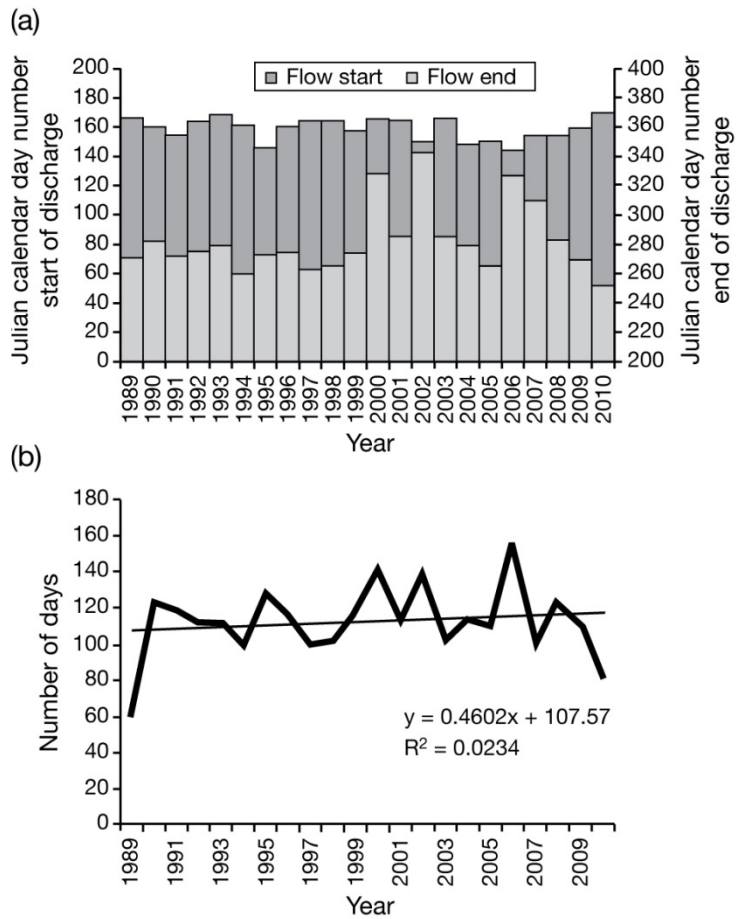 (a)
Flow start Flow end
Julian calendar day number
start of discharge
200
180
160
140
120
100
80
60
40
20
0
400
380
360
340
320
300
280
260
240
220
200
Julian calendar day number
end of discharge
1989 1990 1991 1992 1993 1994 1995 1996 1997 1998 1999 2000 2001 2002 2003 2004 2005 2006 2007 2008 2009 2010
Year
(b)
Number of days
180
160
140
120
100
80
60
40
20
0
y = 0.4602x + 107.57
R² = 0.0234
1989 1991 1993 1995 1997 1999 2001 2003 2005 2007 2009
Year